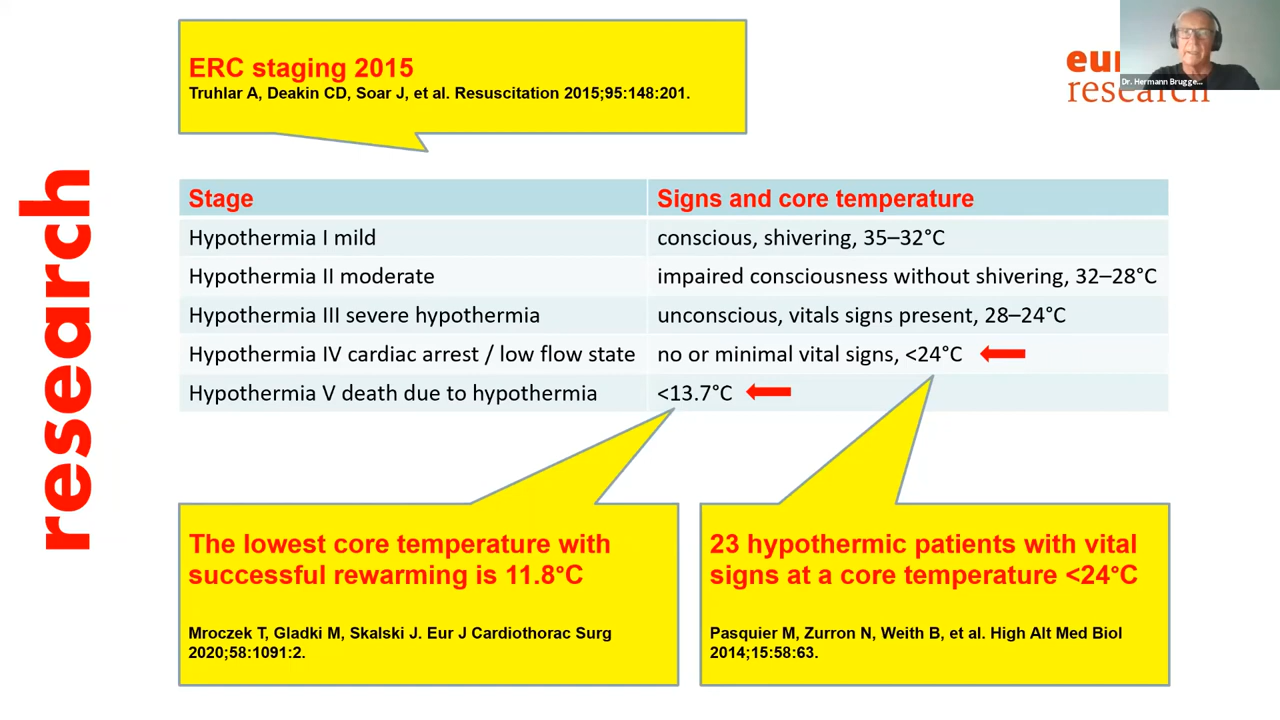 ERC staging 2015
Truhlar A, Deakin CD, Soar J, et al. Resuscitation 2015;95:148:201.
eur
research
Dr. Hermann Brugge...
research
Stage Signs and core temperature
Hypothermia I mild conscious, shivering, 35–32°C
Hypothermia II moderate impaired consciousness without shivering, 32–28°C
Hypothermia III severe hypothermia unconscious, vitals signs present, 28–24°C
Hypothermia IV cardiac arrest / low flow state no or minimal vital signs, <24°C
Hypothermia V death due to hypothermia <13.7°C
The lowest core temperature with
successful rewarming is 11.8°C
Mroczek T, Gladki M, Skalski J. Eur J Cardiothorac Surg
2020;58:1091:2.
23 hypothermic patients with vital
signs at a core temperature <24°C
Pasquier M, Zurron N, Weith B, et al. High Alt Med Biol
2014;15:58:63.